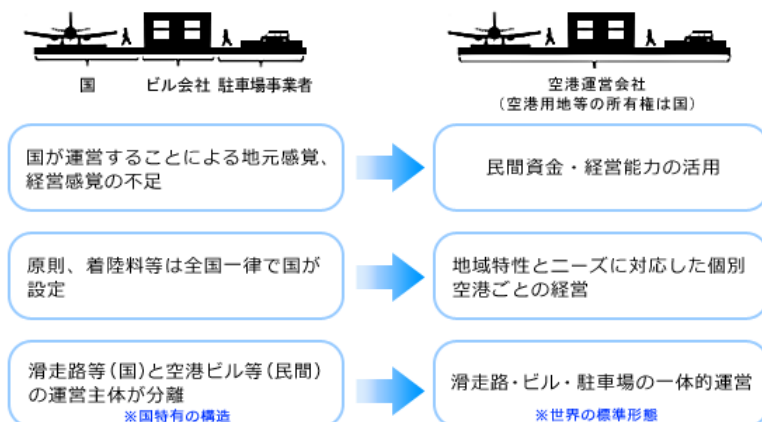 国
ビル会社
駐車場事業者
空港運営会社
(空港用地等の所有権は国)
国が運営することによる地元感覚、
経営感覚の不足
民間資金・経営能力の活用
原則、着陸料等は全国一律で国が
設定
地域特性とニーズに対応した個別
空港ごとの経営
滑走路等(国)と空港ビル等(民間)
の運営主体が分離
※国特有の構造
滑走路・ビル・駐車場の一体的運営
※世界の標準形態